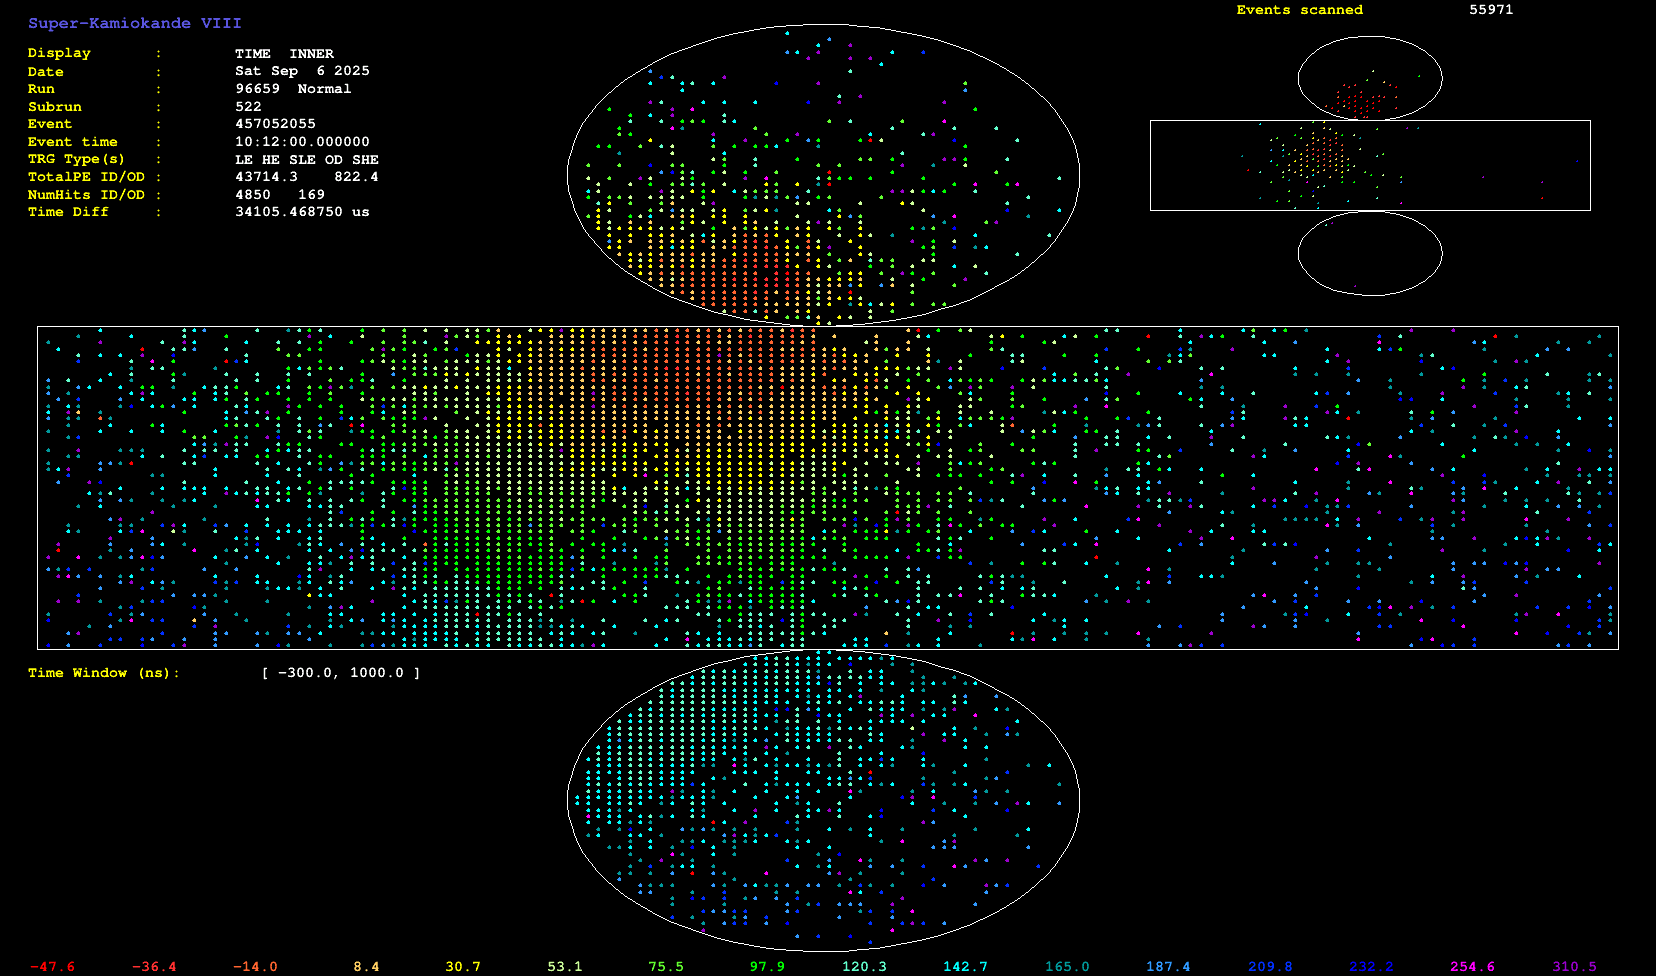 Super-Kamiokande VIII
Events scanned 55971
Display : TIME INNER
Date : Sat Sep 6 2025
Run : 96659 Normal
Subrun : 522
Event : 457052055
Event time : 10:12:00.000000
TRG Type(s) : LE HE SLE OD SHE
TotalPE ID/OD : 43714.3 822.4
NumHits ID/OD : 4850 169
Time Diff : 34105.468750 us
Time Window (ns): [ -300.0, 1000.0 ]
-47.6 -36.4 -14.0 8.4 30.7 53.1 75.5 97.9 120.3 142.7 165.0 187.4 209.8 232.2 254.6 310.5